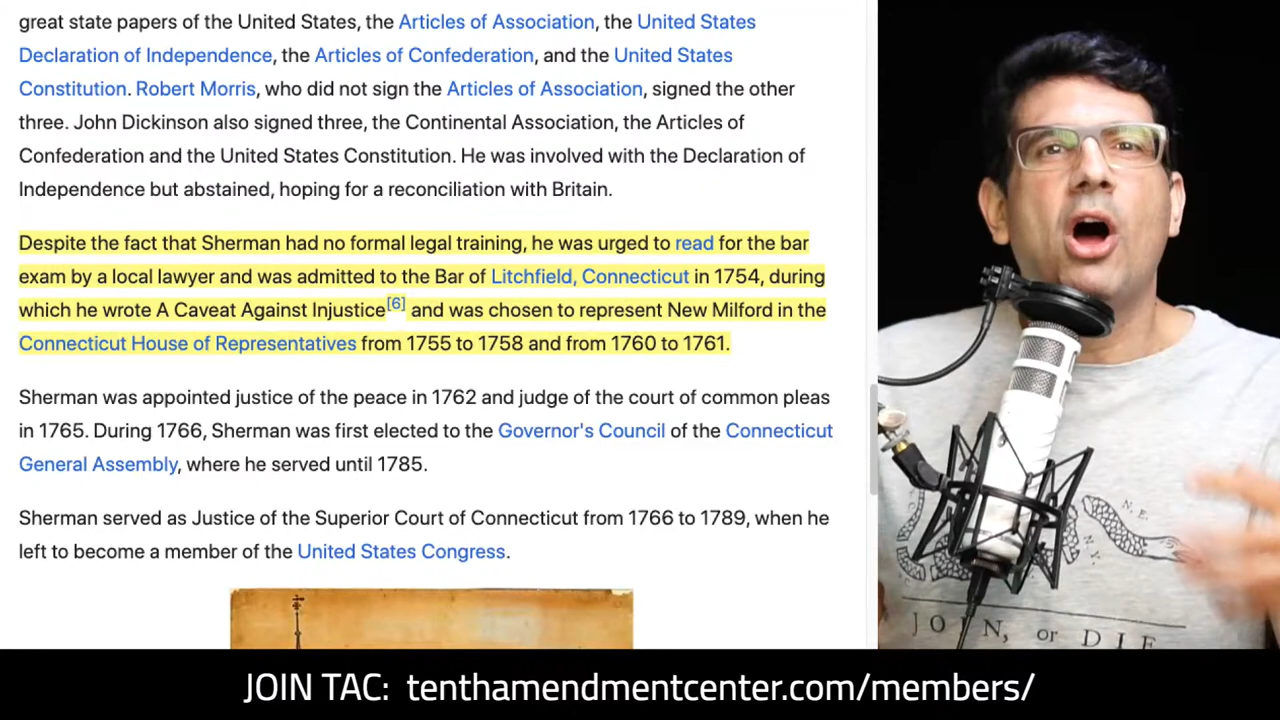 great state papers of the United States, the Articles of Association, the United States
Declaration of Independence, the Articles of Confederation, and the United States
Constitution. Robert Morris, who did not sign the Articles of Association, signed the other
three. John Dickinson also signed three, the Continental Association, the Articles of
Confederation and the United States Constitution. He was involved with the Declaration of
Independence but abstained, hoping for a reconciliation with Britain.
Despite the fact that Sherman had no formal legal training, he was urged to read for the bar
exam by a local lawyer and was admitted to the Bar of Litchfield, Connecticut in 1754, during
which he wrote A Caveat Against Injustice[6] and was chosen to represent New Milford in the
Connecticut House of Representatives from 1755 to 1758 and from 1760 to 1761.
Sherman was appointed justice of the peace in 1762 and judge of the court of common pleas
in 1765. During 1766, Sherman was first elected to the Governor's Council of the Connecticut
General Assembly, where he served until 1785.
Sherman served as Justice of the Superior Court of Connecticut from 1766 to 1789, when he
left to become a member of the United States Congress.
N.E.
N.Y.
JOIN, or DIE
JOIN TAC: tenthamendmentcenter.com/members/